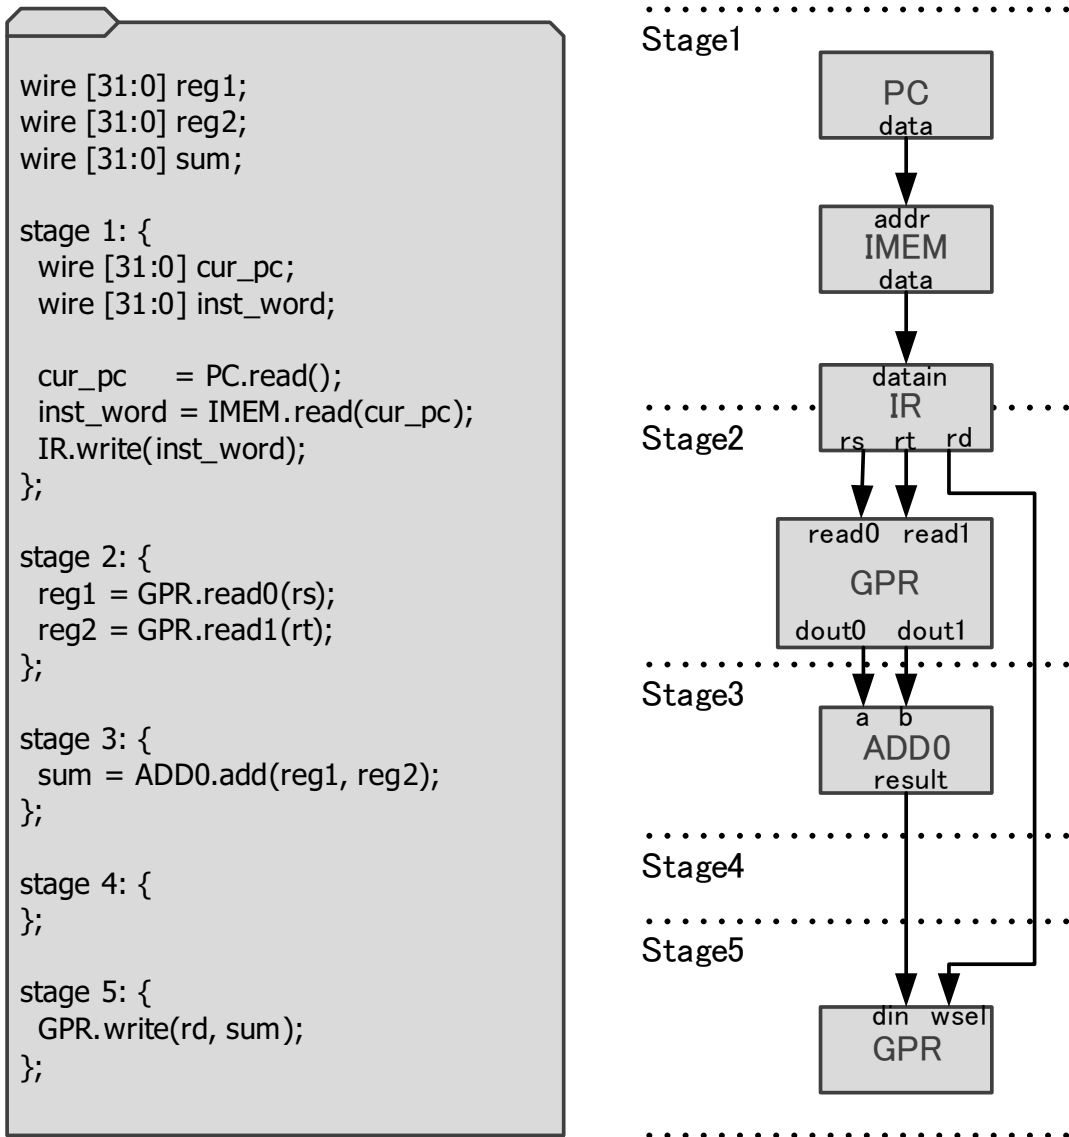 wire [31:0] reg1;
wire [31:0] reg2;
wire [31:0] sum;
stage 1: {
wire [31:0] cur_pc;
wire [31:0] inst_word;
cur_pc = PC.read();
inst_word = IMEM.read(cur_pc);
IR.write(inst_word);
};
stage 2: {
reg1 = GPR.read0(rs);
reg2 = GPR.read1(rt);
};
stage 3: {
sum = ADD0.add(reg1, reg2);
};
stage 4: {
};
stage 5: {
GPR.write(rd, sum);
};
Stage1
PC
data
addr
IMEM
data
datain
IR
Stage2
rs rt rd
read0 read1
GPR
dout0 dout1
Stage3
a b
ADD0
result
Stage4
Stage5
din wsel
GPR